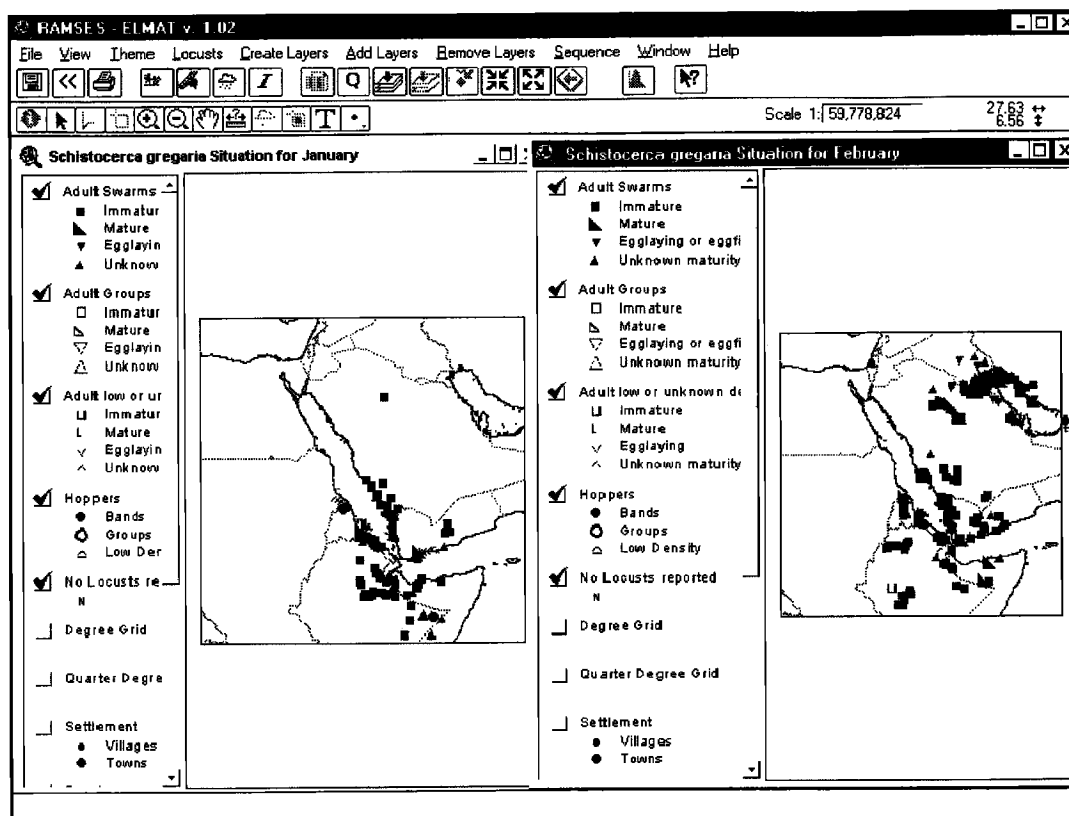 RAMSES - ELMAT v. 1.02
File View Theme Locusts Create Layers Add Layers Remove Layers Sequence Window Help
I Q
T
Scale 1: 59,778,824
27.63
6.56
Schistocerca gregaria Situation for January
Adult Swarms
Immatur
Mature
Egglayin
Unknow
Adult Groups
Immatur
Mature
Egglayin
Unknow
Adult low or ur
Immatur
Mature
Egglayin
Unknow
Hoppers
Bands
Groups
Low Der
No Locusts re
N
Degree Grid
Quarter Degre
Settlement
Villages
Towns
Schistocerca gregaria Situation for February
Adult Swarms
Immature
Mature
Egglaying or eggfi
Unknown maturity
Adult Groups
Immature
Mature
Egglaying or eggfi
Unknown maturity
Adult low or unknown de
Immature
Mature
Egglaying
Unknown maturity
Hoppers
Bands
Groups
Low Density
No Locusts reported
N
Degree Grid
Quarter Degree Grid
Settlement
Villages
Towns